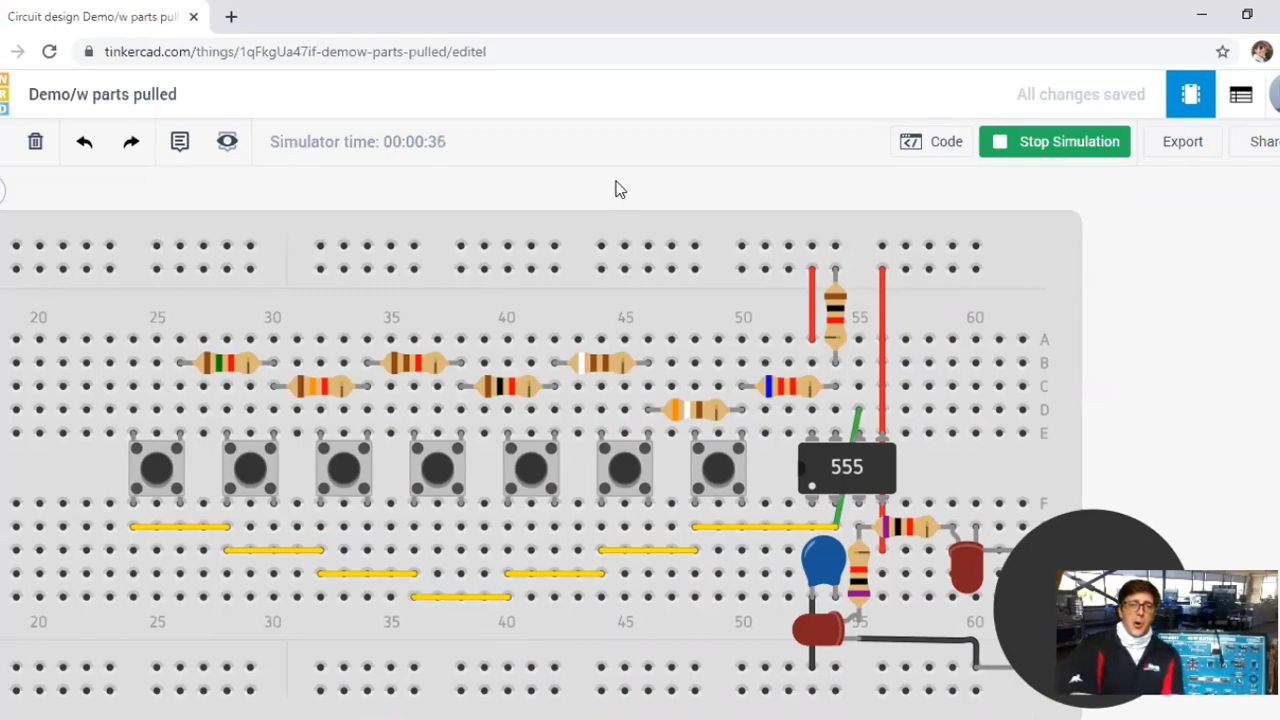 Circuit design Demo/w parts pull
tinkercad.com/things/1qFkgUa47if-demow-parts-pulled/editel
N
R
D
Demo/w parts pulled
All changes saved
Simulator time: 00:00:36
Code
Stop Simulation
Export
Shar
20 25 30 35 40 45 50 55 60
A
B
C
D
E
555
F
20 25 30 35 40 45 50 55 60